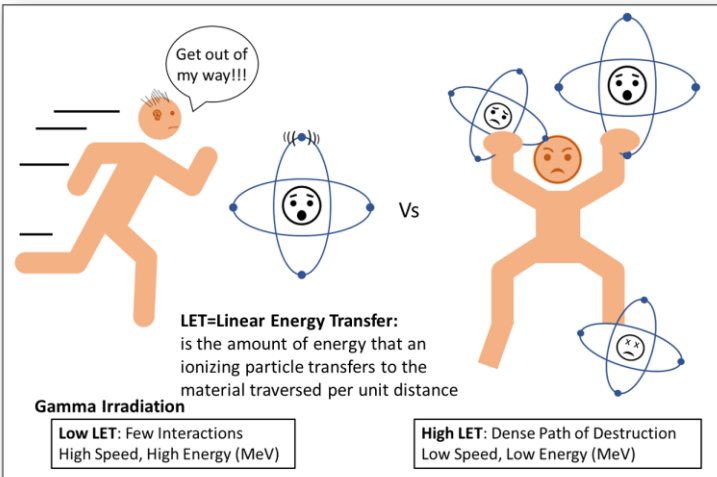 Get out of
my way!!!
Vs
LET=Linear Energy Transfer:
is the amount of energy that an
ionizing particle transfers to the
material traversed per unit distance
Gamma Irradiation
Low LET: Few Interactions
High Speed, High Energy (MeV)
High LET: Dense Path of Destruction
Low Speed, Low Energy (MeV)